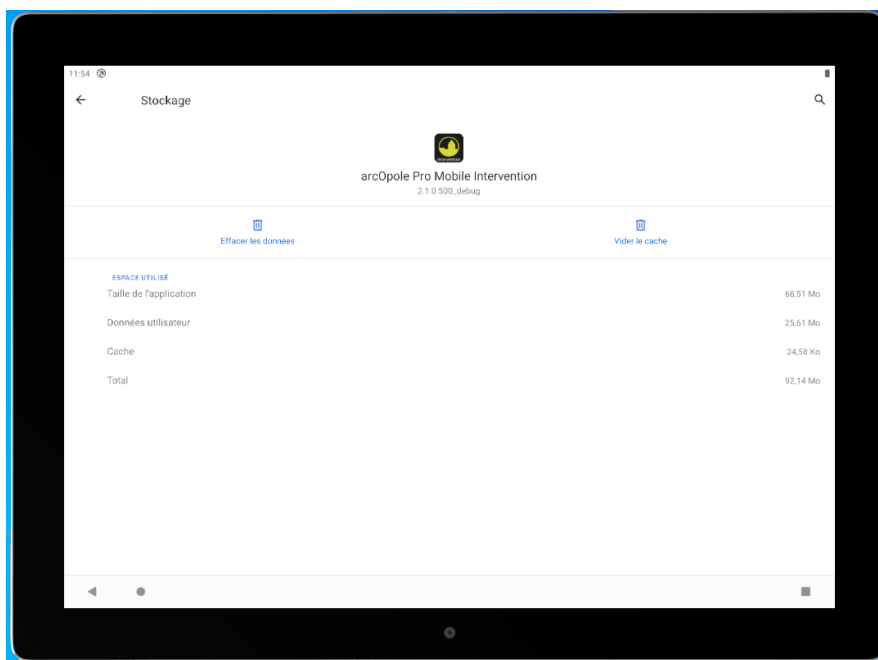 11:54
Stockage
arcOpole Pro Mobile Intervention
2.1.0.500_debug
Effacer les données
Vider le cache
ESPACE UTILISÉ
Taille de l'application 66,51 Mo
Données utilisateur 25,61 Mo
Cache 24,58 Ko
Total 92,14 Mo